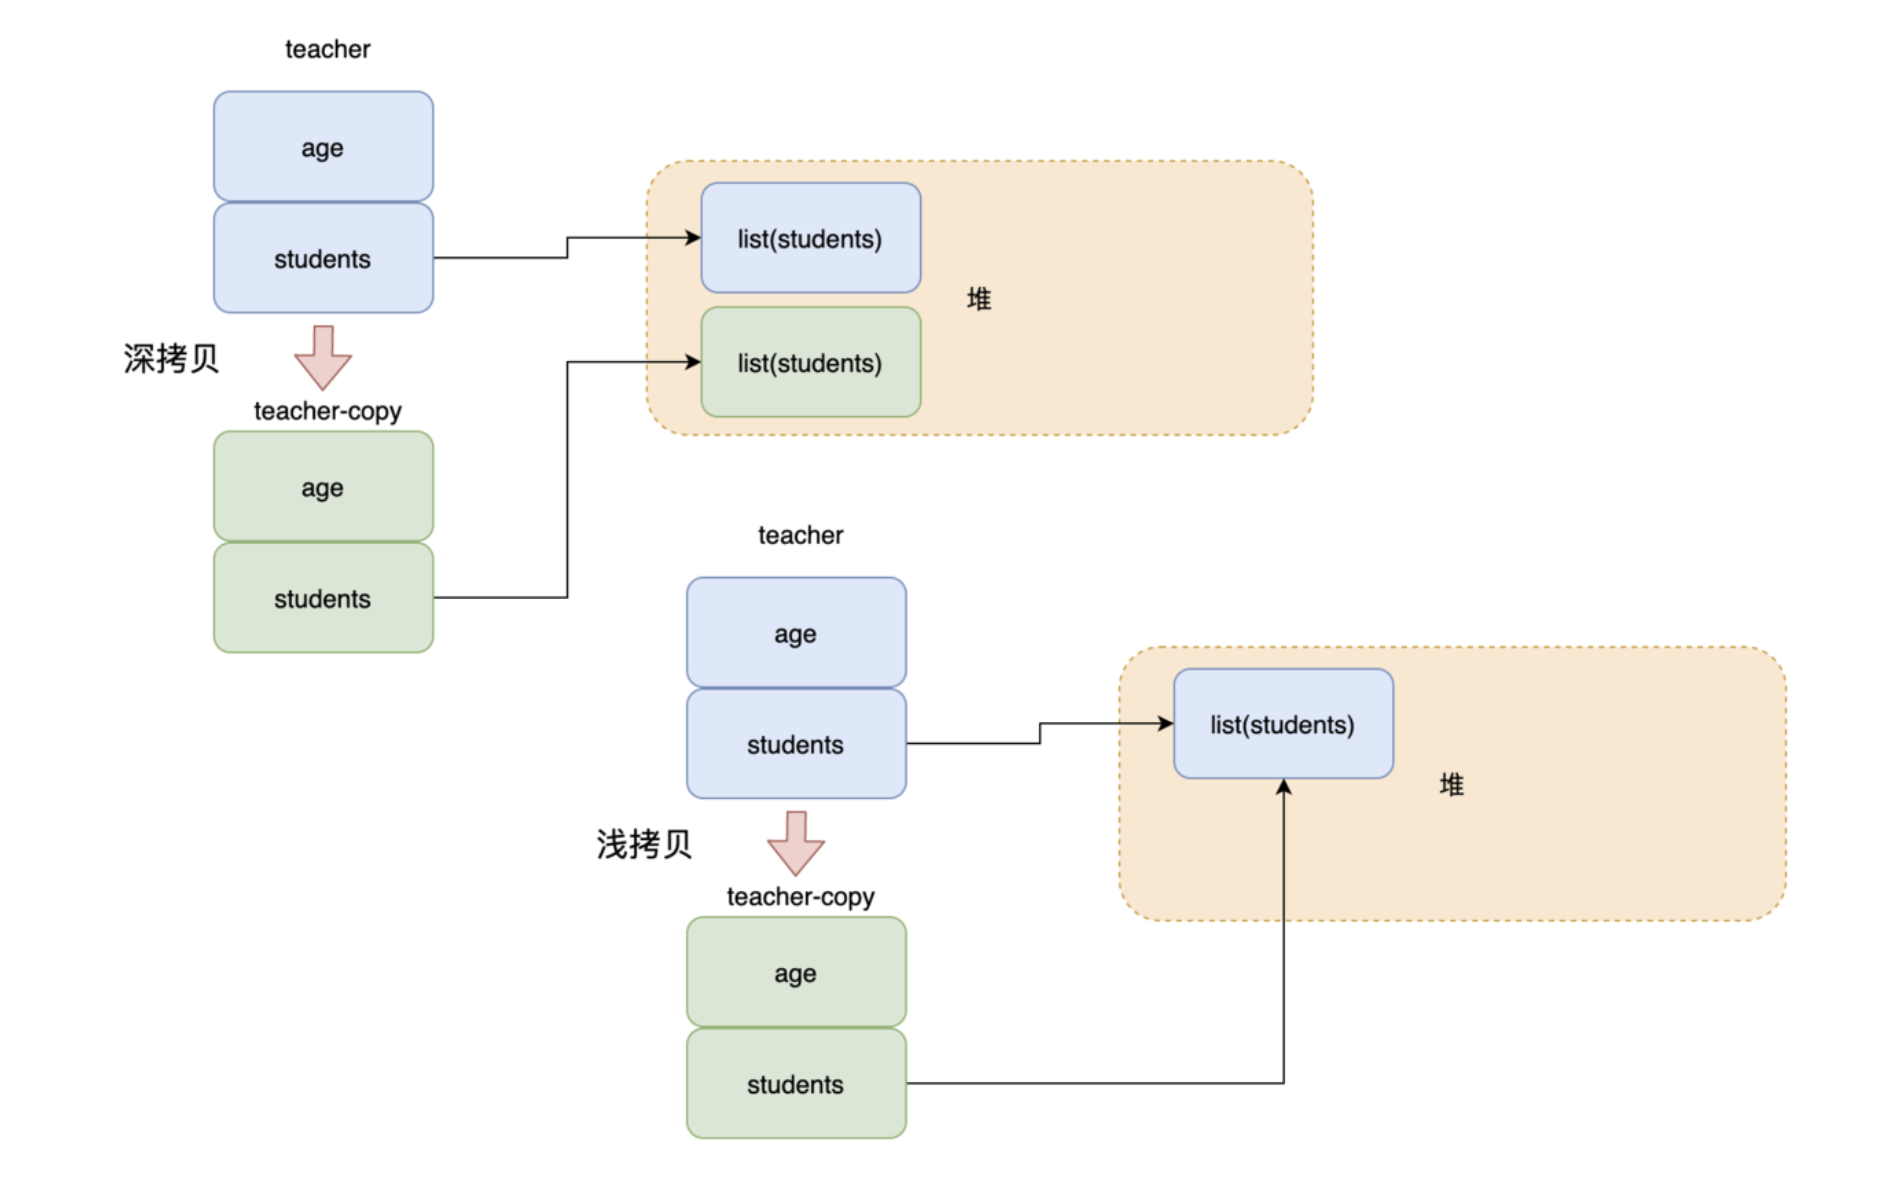 teacher
age
students
list(students)
list(students)
堆
深拷贝
teacher-copy
age
students
teacher
age
students
list(students)
堆
浅拷贝
teacher-copy
age
students